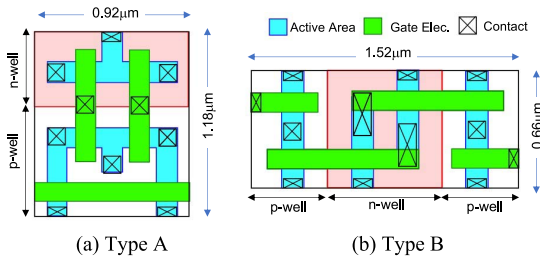 0.92μm
n-well
p-well
1.18μm
(a) Type A
Active Area
Gate Elec.
Contact
1.52μm
0.66μm
p-well
n-well
p-well
(b) Type B